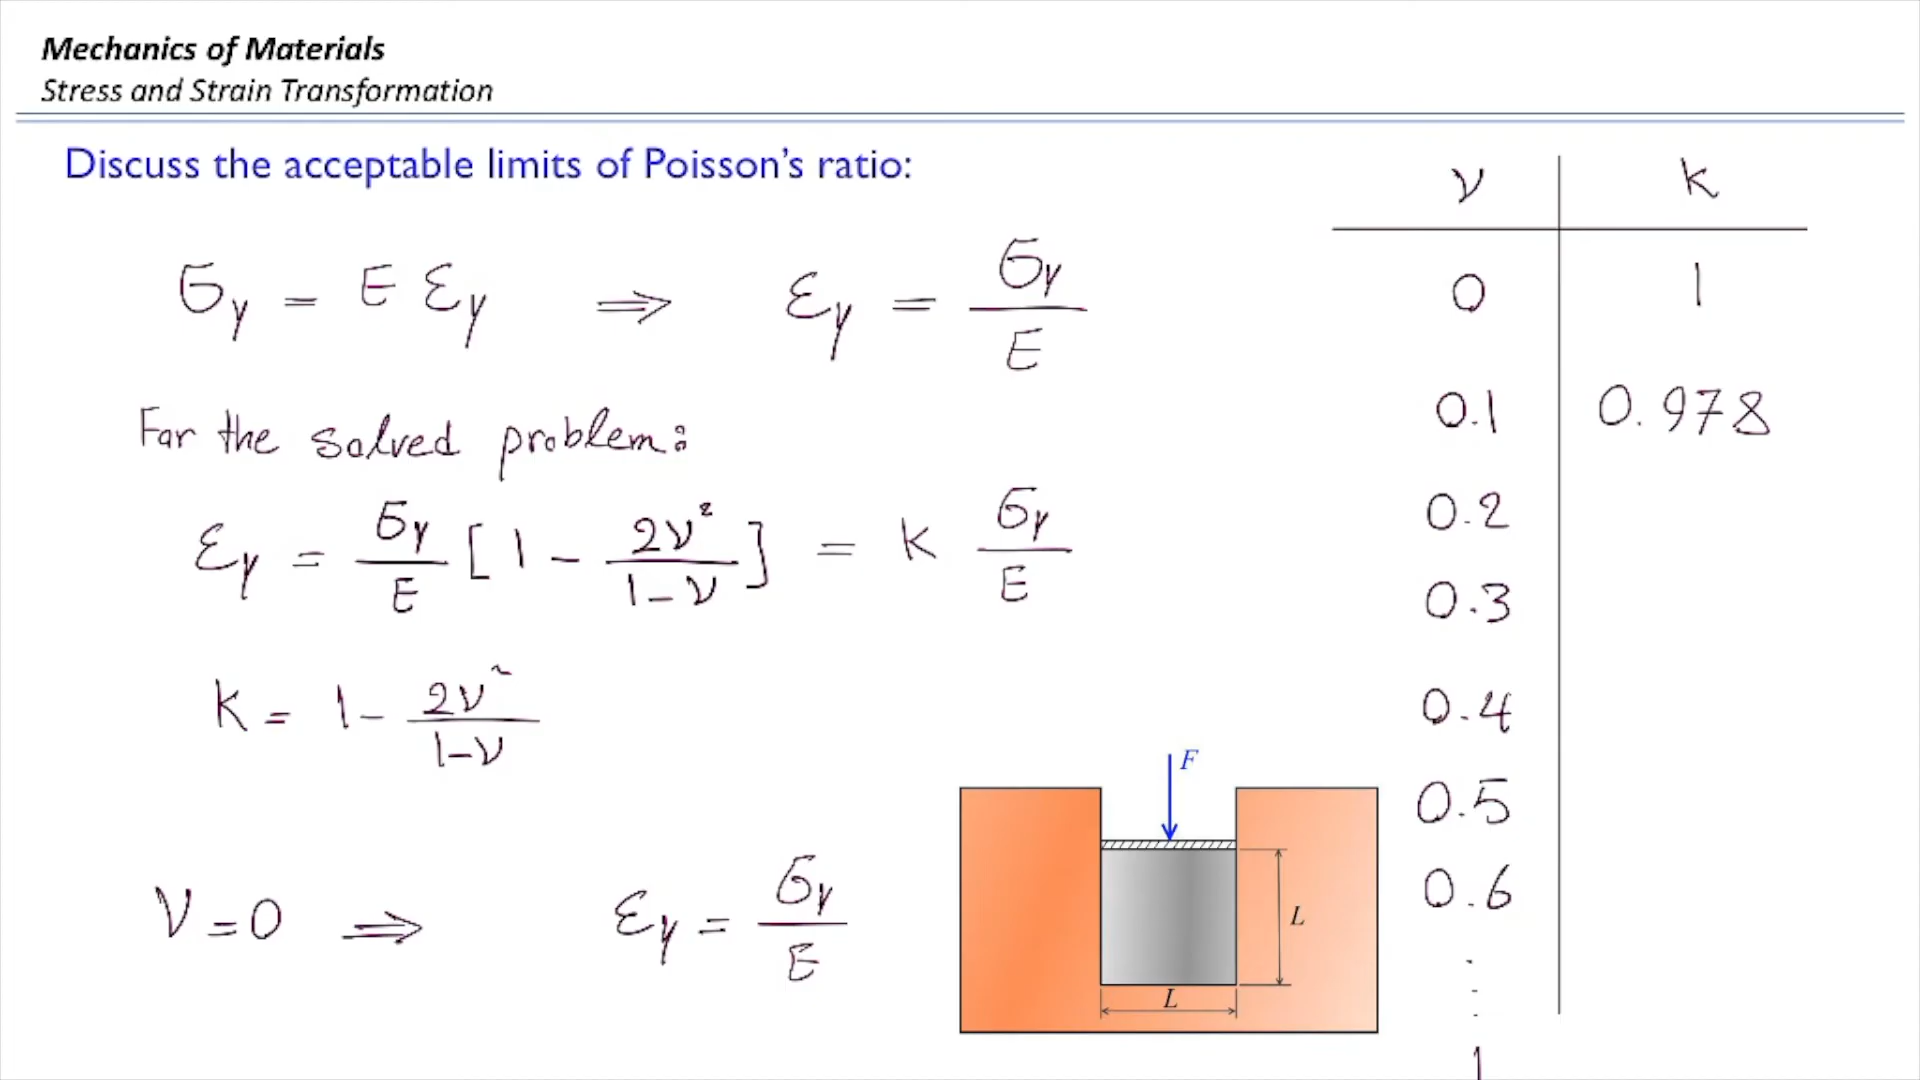 Mechanics of Materials
Stress and Strain Transformation
Discuss the acceptable limits of Poisson's ratio:
σy = E εy ⇒ εy = σy / E
For the solved problem:
εy = σy / E [1 - 2ν² / 1-ν] = k σy / E
k = 1 - 2ν² / 1-ν
ν = 0 ⇒ εy = σy / E
F
L
L
ν k
0 1
0.1 0.978
0.2
0.3
0.4
0.5
0.6
.
.
.
1